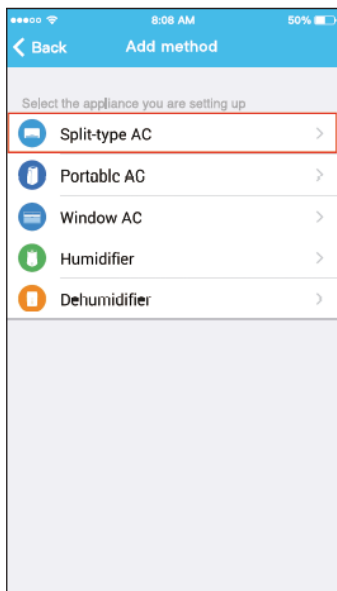 8:08 AM 50%
Back Add method
Select the appliance you are setting up
Split-type AC
Portable AC
Window AC
Humidifier
Dehumidifier